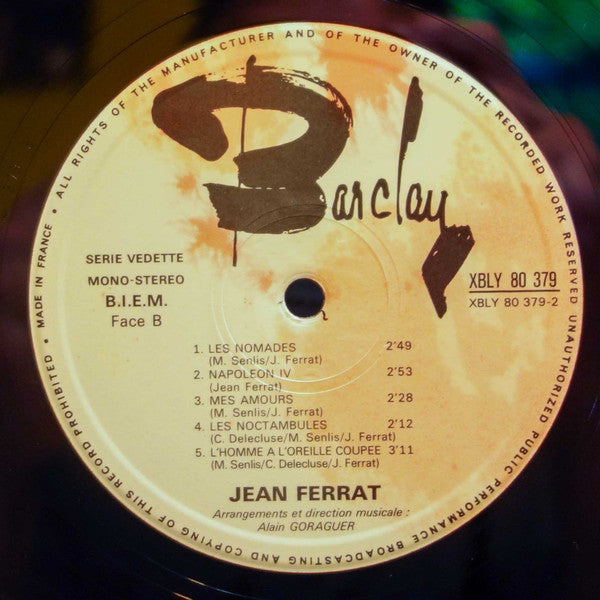 ALL RIGHTS OF THE MANUFACTURER AND OF THE OWNER OF THE RECORDED WORK RESERVED UNAUTHORIZED PUBLIC PERFORMANCE BROADCASTING AND COPYING OF THIS RECORD PROHIBITED • MADE IN FRANCE •
Barclay
SERIE VEDETTE
MONO-STEREO
B.I.E.M.
Face B
XBLY 80 379
XBLY 80 379-2
1. LES NOMADES 2'49
(M. Senlis/J. Ferrat)
2. NAPOLEON IV 2'53
(Jean Ferrat)
3. MES AMOURS 2'28
(M. Senlis/J. Ferrat)
4. LES NOCTAMBULES 2'12
(C. Delecluse/M. Senlis/J. Ferrat)
5. L'HOMME A L'OREILLE COUPEE 3'11
(M. Senlis/C. Delecluse/J. Ferrat)
JEAN FERRAT
Arrangements et direction musicale :
Alain GORAGUER